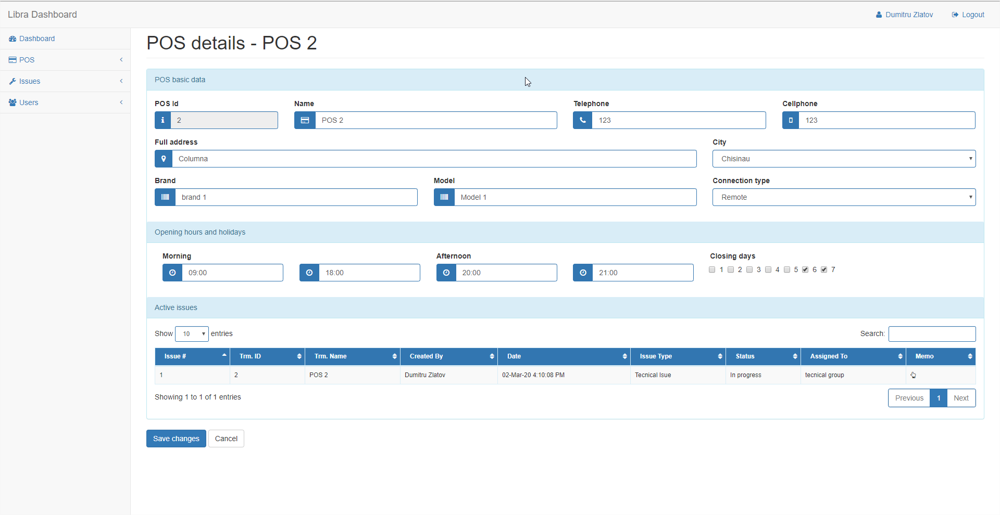 Libra Dashboard
Dumitru Zlatov
Logout
Dashboard
POS
Issues
Users
POS details - POS 2
POS basic data
POS Id Name Telephone Cellphone
2 POS 2 123 123
Full address City
Columna Chisinau
Brand Model Connection type
brand 1 Model 1 Remote
Opening hours and holidays
Morning Afternoon Closing days
09:00 18:00 20:00 21:00 1 2 3 4 5 6 7
Active issues
Show 10 entries Search:
Issue # Trm. ID Trm. Name Created By Date Issue Type Status Assigned To Memo
1 2 POS 2 Dumitru Zlatov 02-Mar-20 4:10:08 PM Tecnical Isue In progress tecnical group
Showing 1 to 1 of 1 entries Previous 1 Next
Save changes Cancel